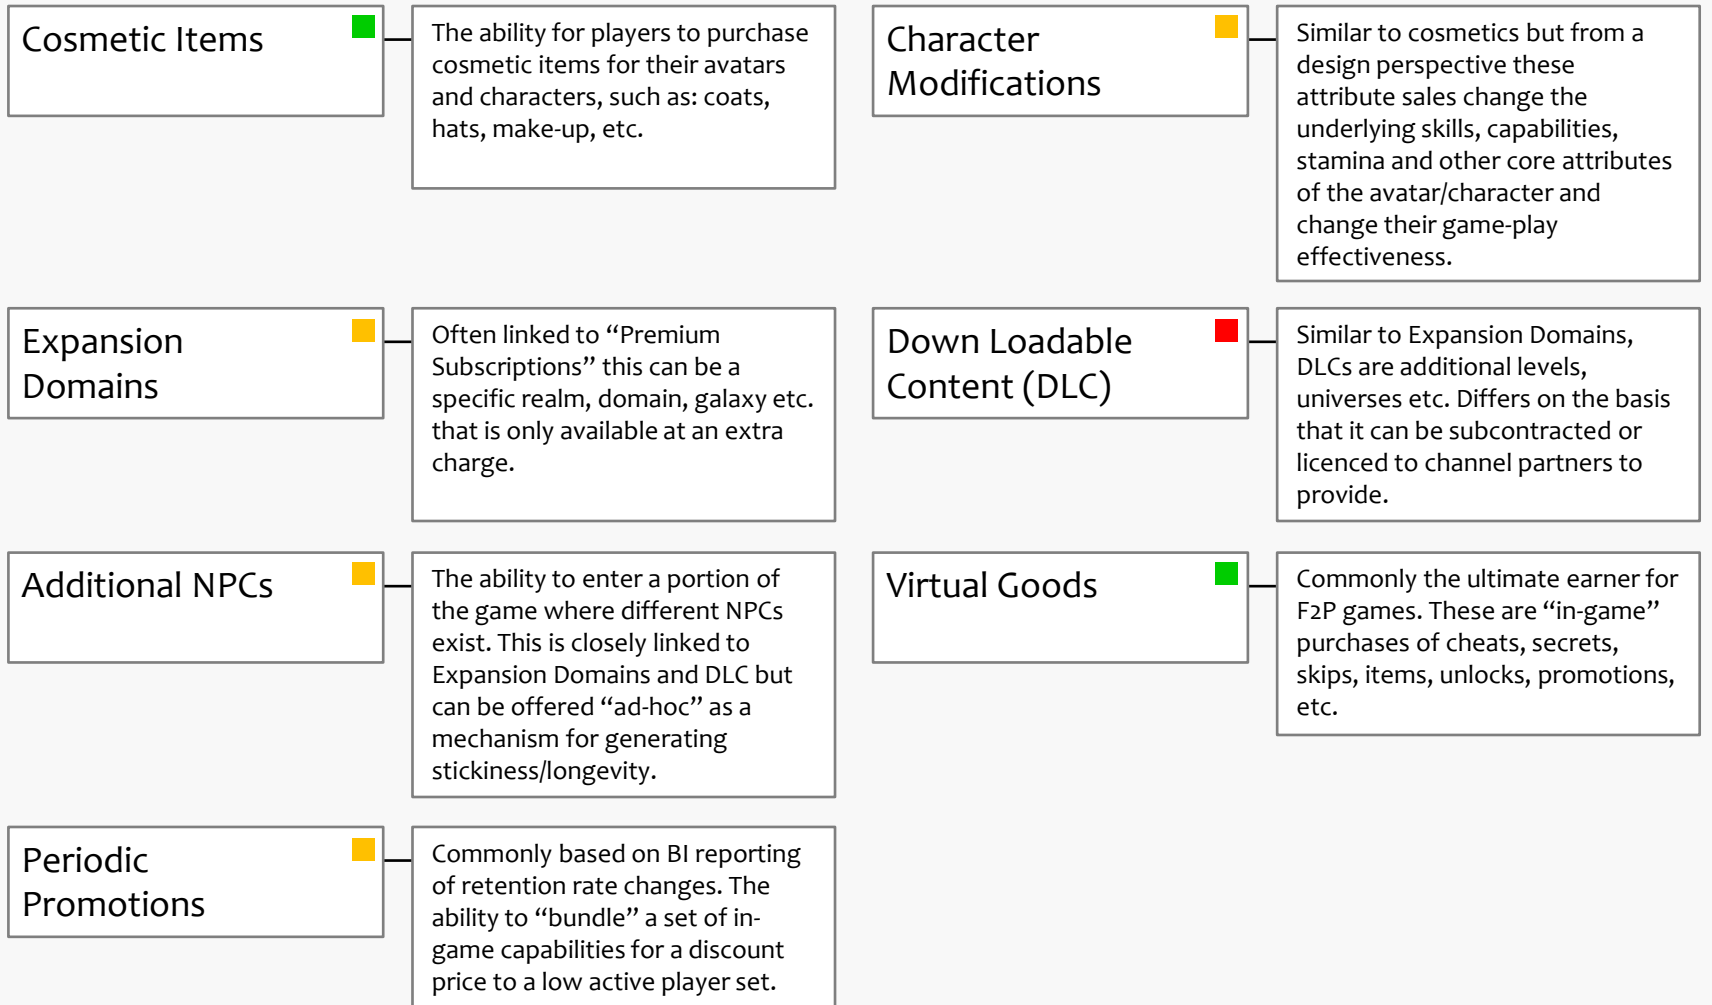 Cosmetic Items
The ability for players to purchase
cosmetic items for their avatars
and characters, such as: coats,
hats, make-up, etc.
Character
Modifications
Similar to cosmetics but from a
design perspective these
attribute sales change the
underlying skills, capabilities,
stamina and other core attributes
of the avatar/character and
change their game-play
effectiveness.
Expansion
Domains
Often linked to “Premium
Subscriptions” this can be a
specific realm, domain, galaxy etc.
that is only available at an extra
charge.
Down Loadable
Content (DLC)
Similar to Expansion Domains,
DLCs are additional levels,
universes etc. Differs on the basis
that it can be subcontracted or
licenced to channel partners to
provide.
Additional NPCs
The ability to enter a portion of
the game where different NPCs
exist. This is closely linked to
Expansion Domains and DLC but
can be offered “ad-hoc” as a
mechanism for generating
stickiness/longevity.
Virtual Goods
Commonly the ultimate earner for
F2P games. These are “in-game”
purchases of cheats, secrets,
skips, items, unlocks, promotions,
etc.
Periodic
Promotions
Commonly based on BI reporting
of retention rate changes. The
ability to “bundle” a set of in-
game capabilities for a discount
price to a low active player set.